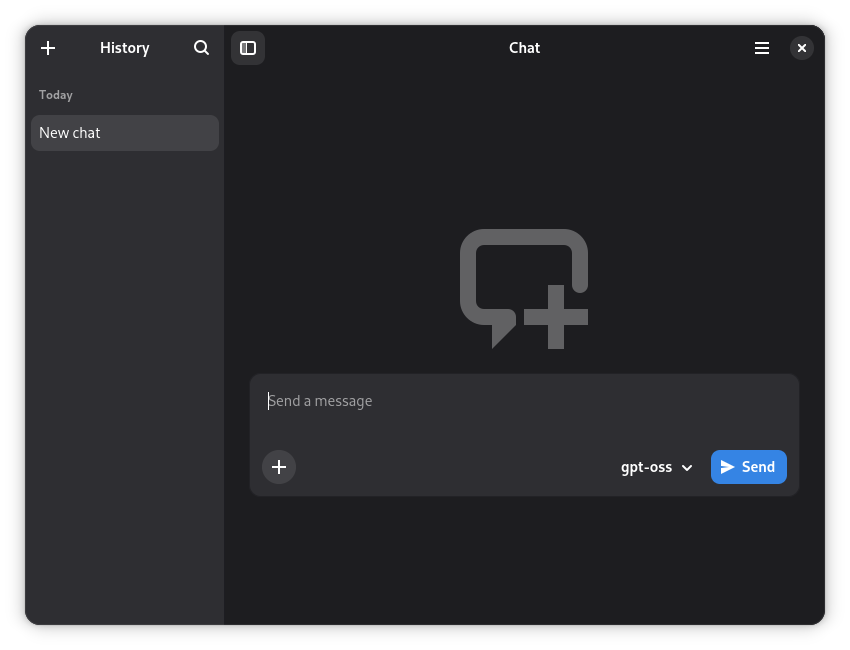 History
Chat
Today
New chat
Send a message
gpt-oss
Send